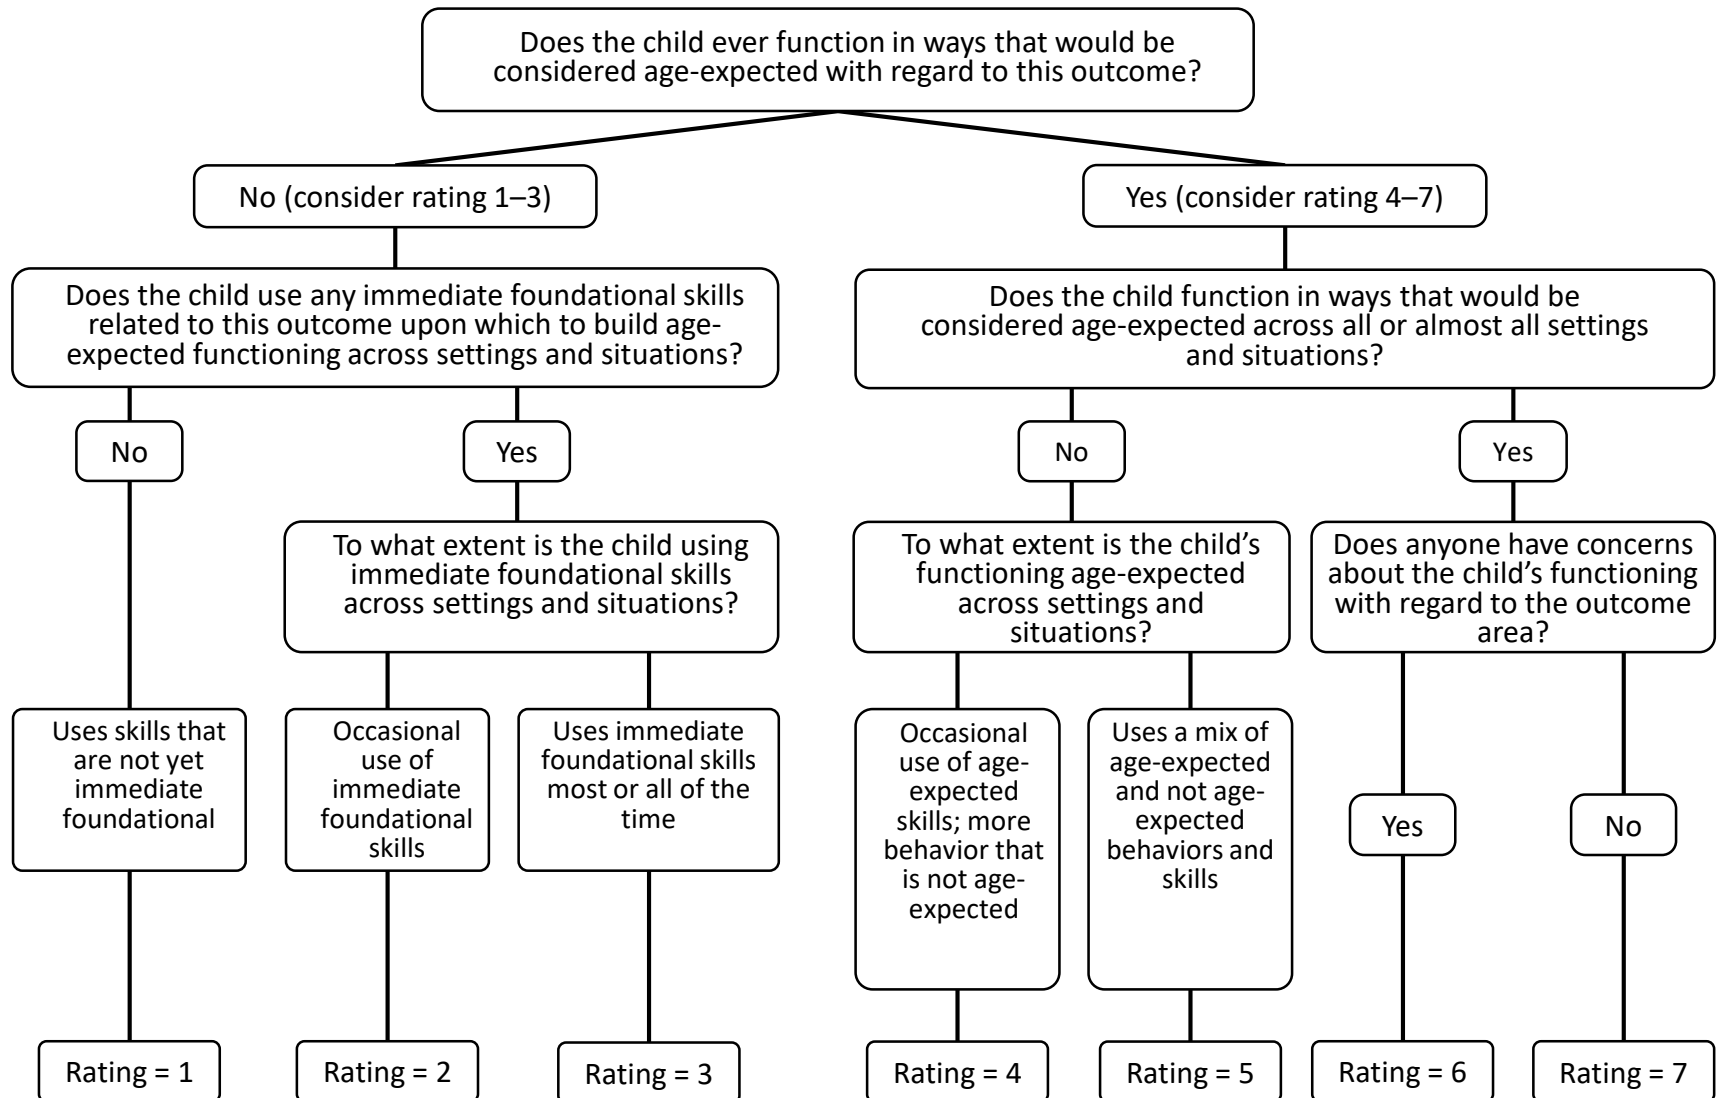 Does the child ever function in ways that would be
considered age-expected with regard to this outcome?
No (consider rating 1–3)
Yes (consider rating 4–7)
Does the child use any immediate foundational skills
related to this outcome upon which to build age-
expected functioning across settings and situations?
Does the child function in ways that would be
considered age-expected across all or almost all settings
and situations?
No
Yes
No
Yes
To what extent is the child using
immediate foundational skills
across settings and situations?
To what extent is the child’s
functioning age-expected
across settings and
situations?
Does anyone have concerns
about the child’s functioning
with regard to the outcome
area?
Uses skills that
are not yet
immediate
foundational
Occasional
use of
immediate
foundational
skills
Uses immediate
foundational skills
most or all of the
time
Occasional
use of age-
expected
skills; more
behavior that
is not age-
expected
Uses a mix of
age-expected
and not age-
expected
behaviors and
skills
Yes
No
Rating = 1
Rating = 2
Rating = 3
Rating = 4
Rating = 5
Rating = 6
Rating = 7